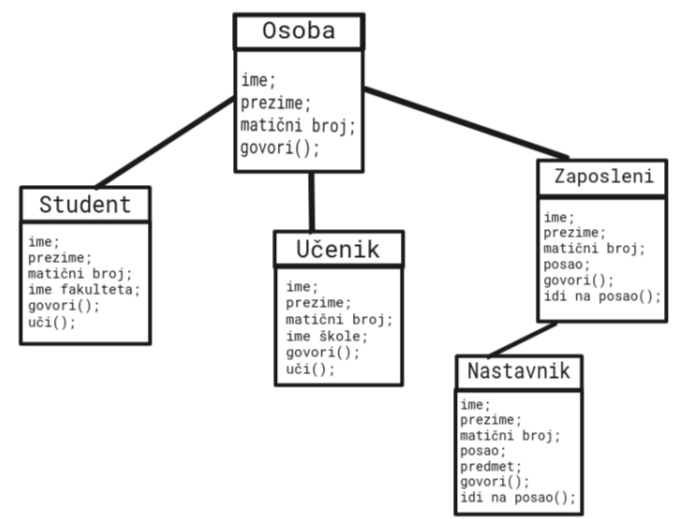 Osoba
ime;
prezime;
matični broj;
govori();
Student
ime;
prezime;
matični broj;
ime fakulteta;
govori();
uči();
Učenik
ime;
prezime;
matični broj;
ime škole;
govori();
uči();
Zaposleni
ime;
prezime;
matični broj;
posao;
govori();
idi na posao();
Nastavnik
ime;
prezime;
matični broj;
posao;
predmet;
govori();
idi na posao();